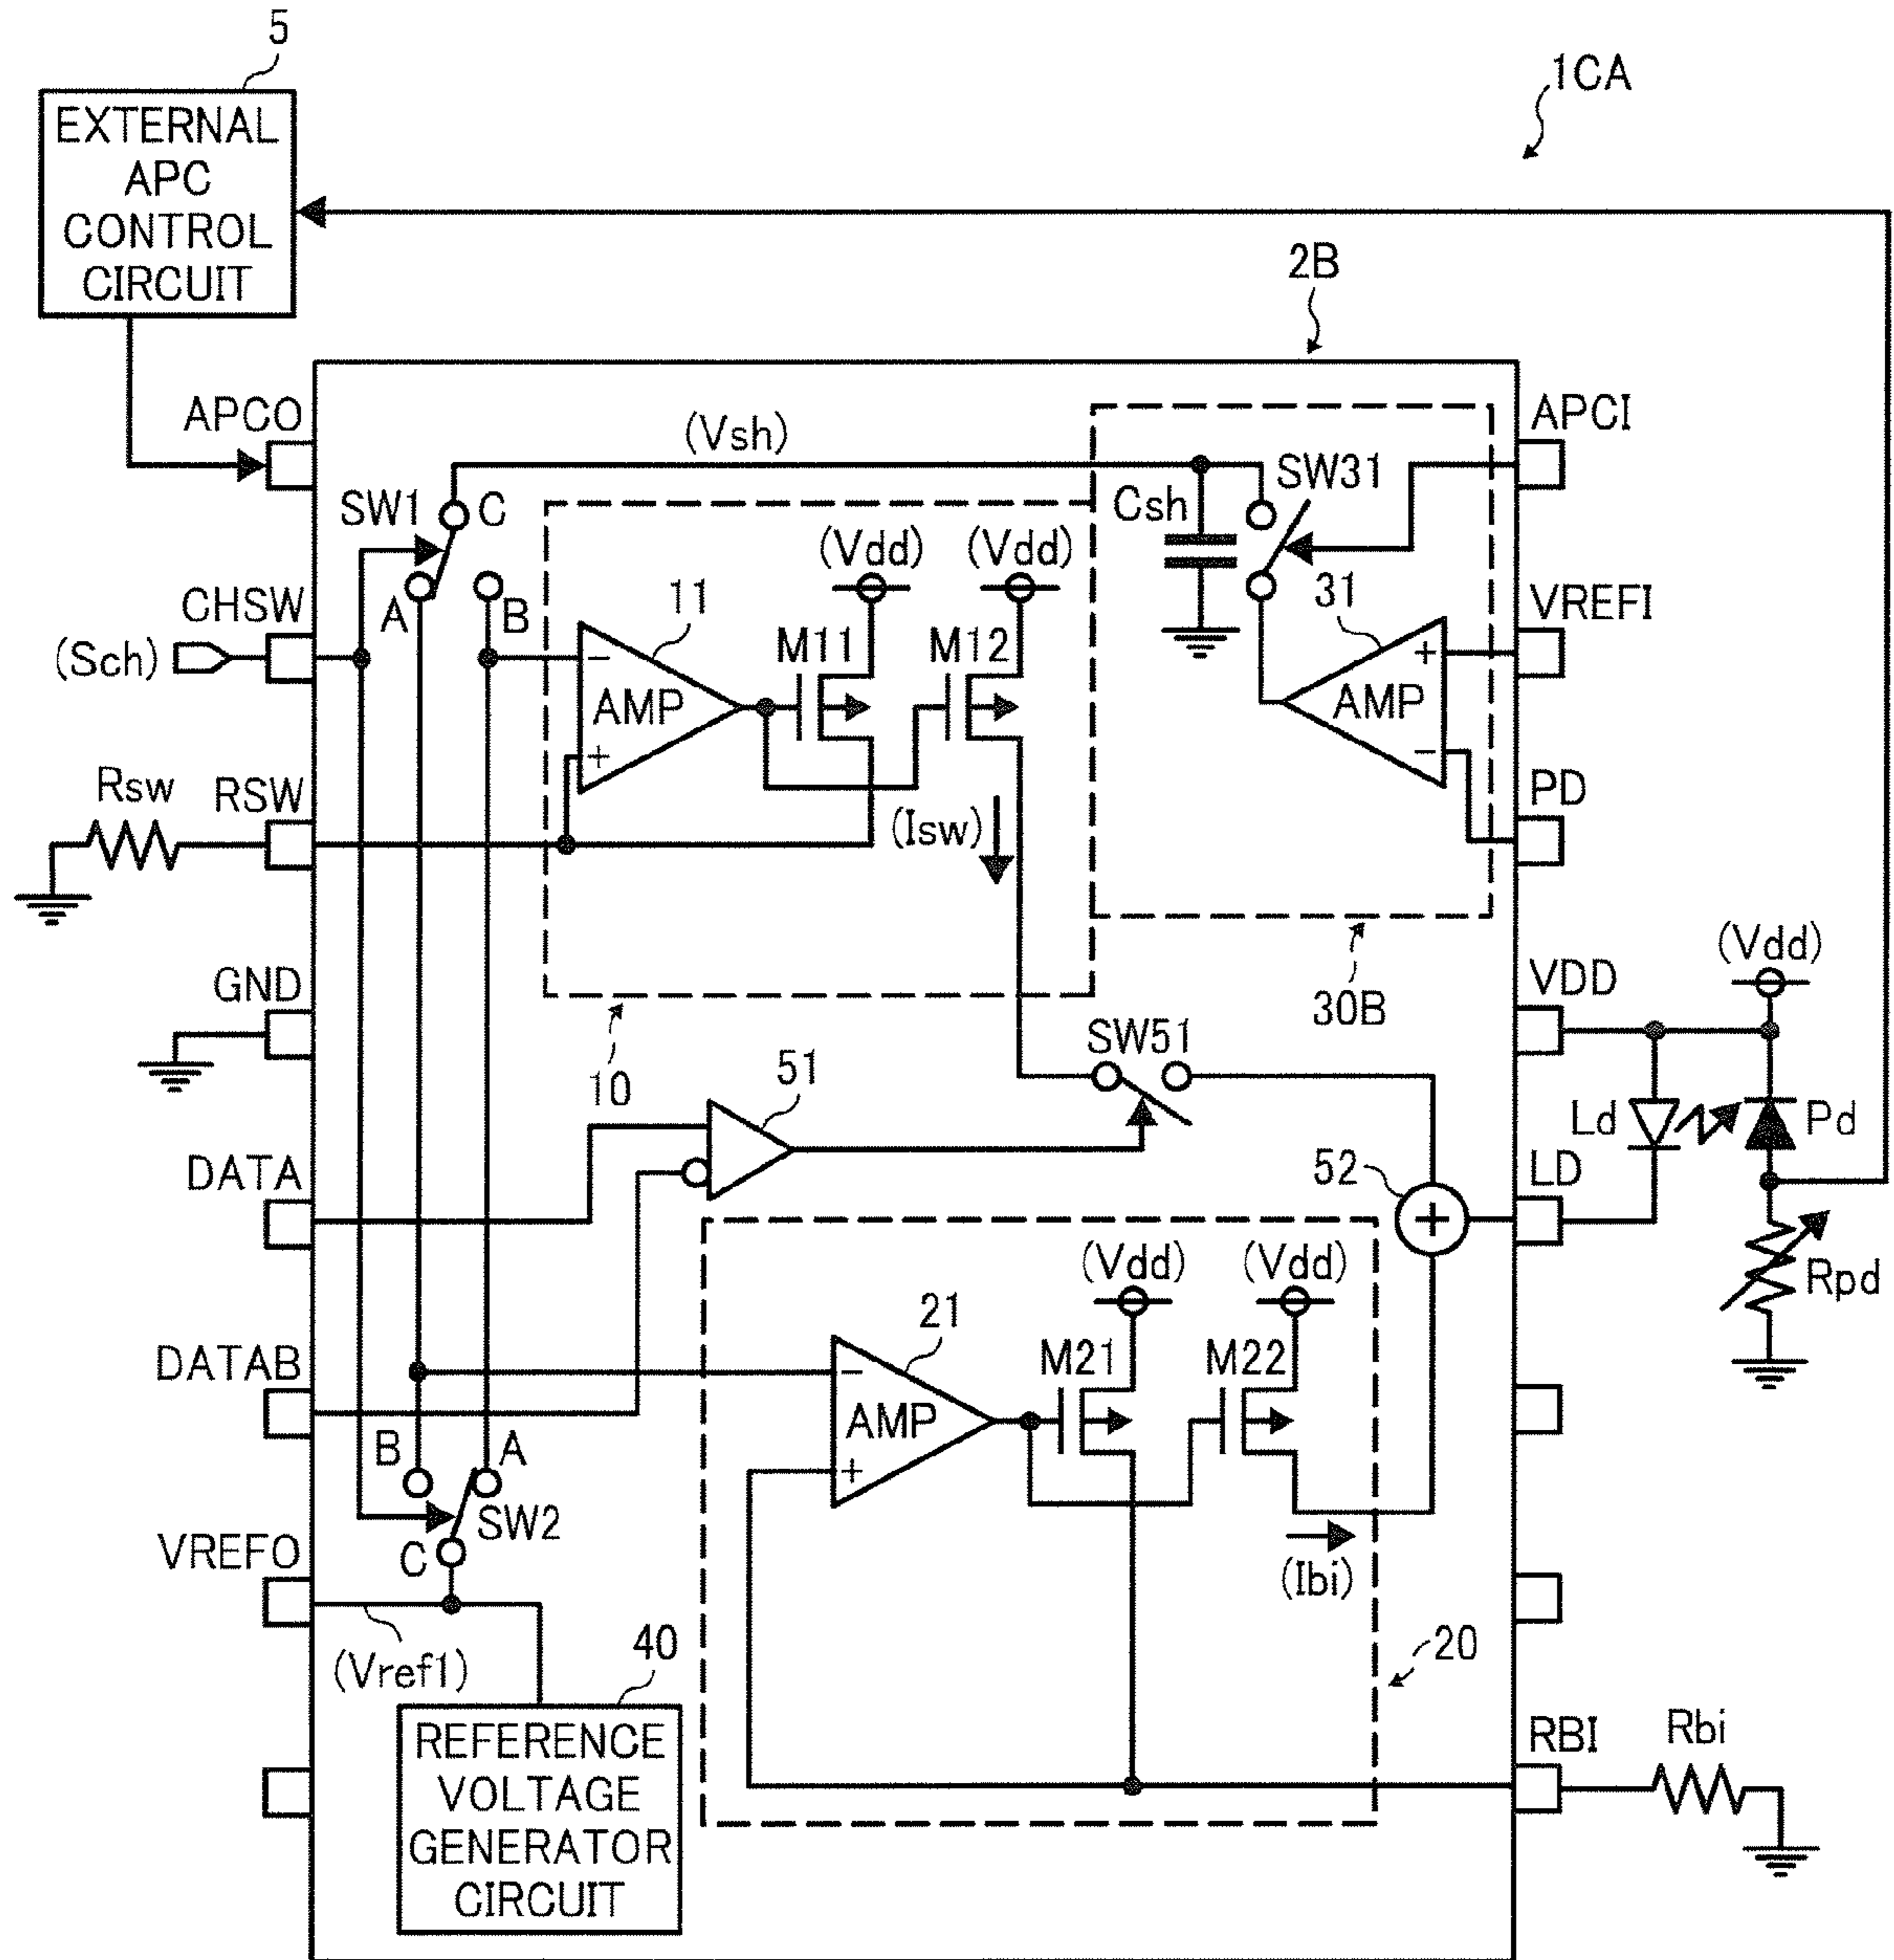 5
1CA
EXTERNAL
APC
CONTROL
CIRCUIT
2B
APCO
(Vsh)
APCI
SW1
C
Csh
SW31
(Vdd)
(Vdd)
CHSW
A
B
11
M11
M12
31
VREFI
(Sch)
−
AMP
+
+
AMP
−
Rsw
RSW
(Isw)
PD
GND
10
30B
VDD
(Vdd)
SW51
51
Ld
Pd
DATA
52
LD
+
Rpd
(Vdd)
(Vdd)
21
DATAB
M21
M22
−
AMP
+
B
A
SW2
VREFO
C
(Ibi)
(Vref1)
40
20
REFERENCE
VOLTAGE
GENERATOR
CIRCUIT
RBI
Rbi